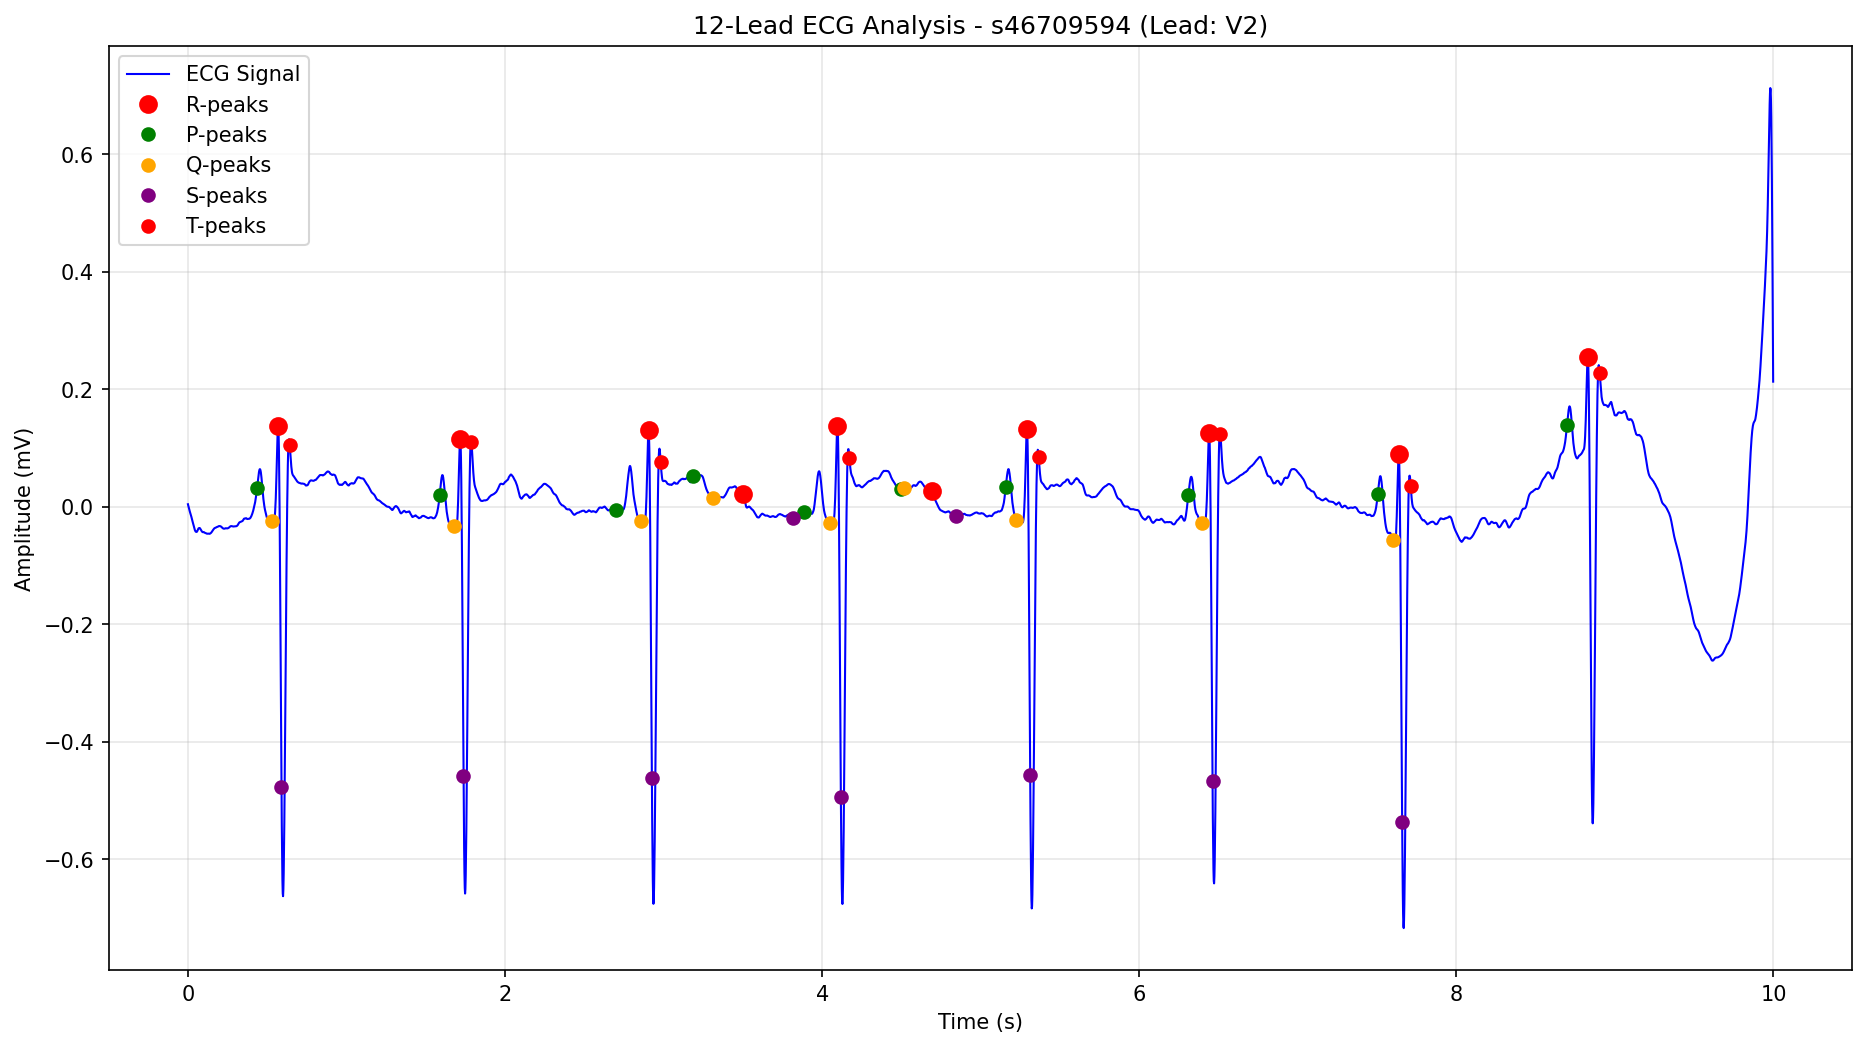 12-Lead ECG Analysis - s46709594 (Lead: V2)
ECG Signal
R-peaks
P-peaks
Q-peaks
S-peaks
T-peaks
Amplitude (mV)
0.6
0.4
0.2
0.0
−0.2
−0.4
−0.6
0 2 4 6 8 10
Time (s)